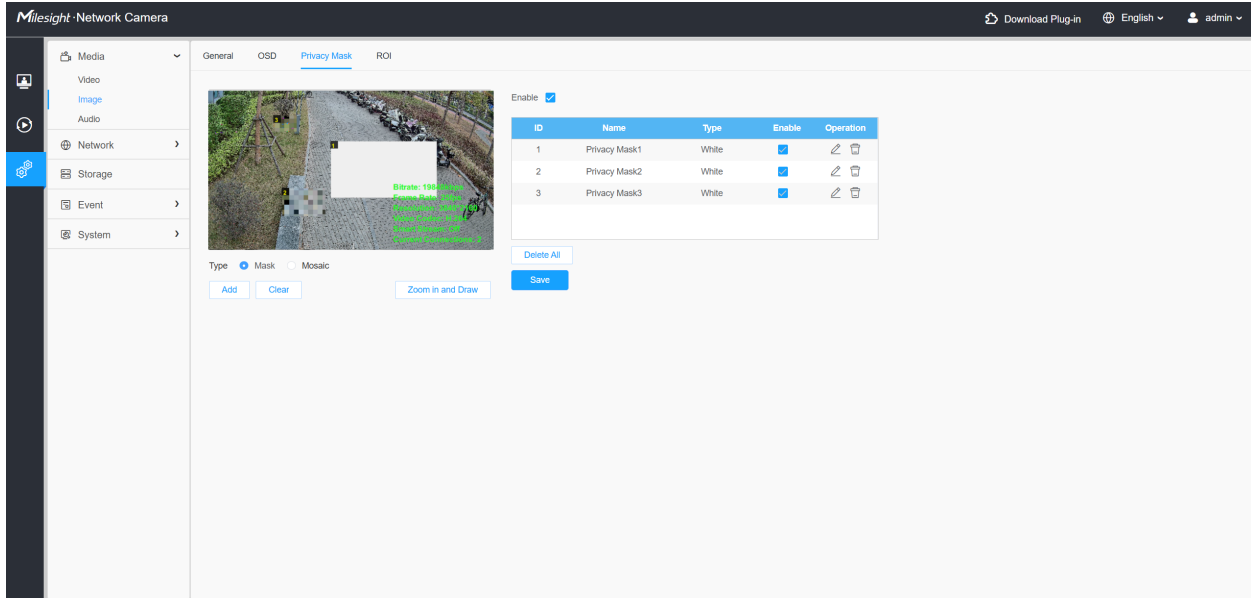 Milesight · Network Camera
Download Plug-in
English
admin
Media
Video
Image
Audio
Network
Storage
Event
System
General OSD Privacy Mask ROI
3
1
2
Bitrate:
Enable
ID Name Type Enable Operation
1 Privacy Mask1 White
2 Privacy Mask2 White
3 Privacy Mask3 White
Delete All
Save
Type Mask Mosaic
Add Clear Zoom in and Draw